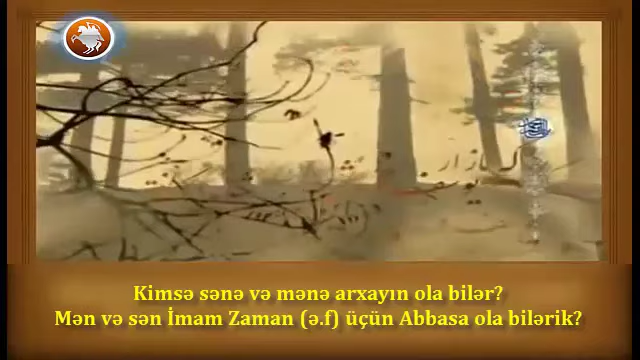 Kimsə sənə və mənə arxayın ola bilər?
Mən və sən İmam Zaman (ə.f) üçün Abbasa ola bilərik?